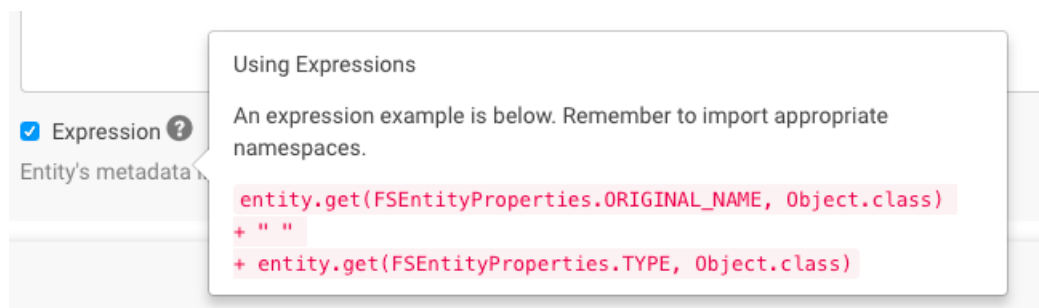 Using Expressions
An expression example is below. Remember to import appropriate
namespaces.
Expression ?
Entity's metadata
entity.get(FSEntityProperties.ORIGINAL_NAME, Object.class)
+ " "
+ entity.get(FSEntityProperties.TYPE, Object.class)